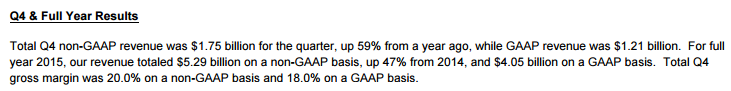 Q4 & Full Year Results
Total Q4 non-GAAP revenue was $1.75 billion for the quarter, up 59% from a year ago, while GAAP revenue was $1.21 billion.  For full
year 2015, our revenue totaled $5.29 billion on a non-GAAP basis, up 47% from 2014, and $4.05 billion on a GAAP basis.  Total Q4
gross margin was 20.0% on a non-GAAP basis and 18.0% on a GAAP basis.